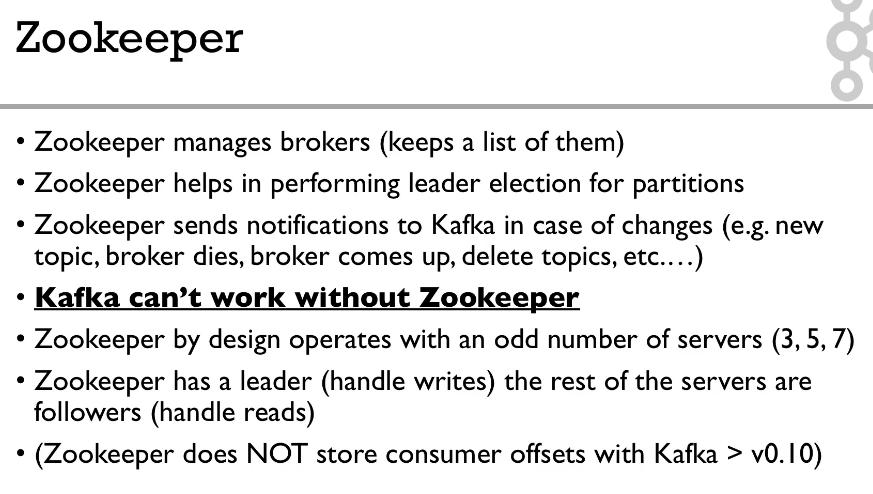 Zookeeper
• Zookeeper manages brokers (keeps a list of them)
• Zookeeper helps in performing leader election for partitions
• Zookeeper sends notifications to Kafka in case of changes (e.g. new
topic, broker dies, broker comes up, delete topics, etc.…)
• Kafka can’t work without Zookeeper
• Zookeeper by design operates with an odd number of servers (3, 5, 7)
• Zookeeper has a leader (handle writes) the rest of the servers are
followers (handle reads)
• (Zookeeper does NOT store consumer offsets with Kafka > v0.10)